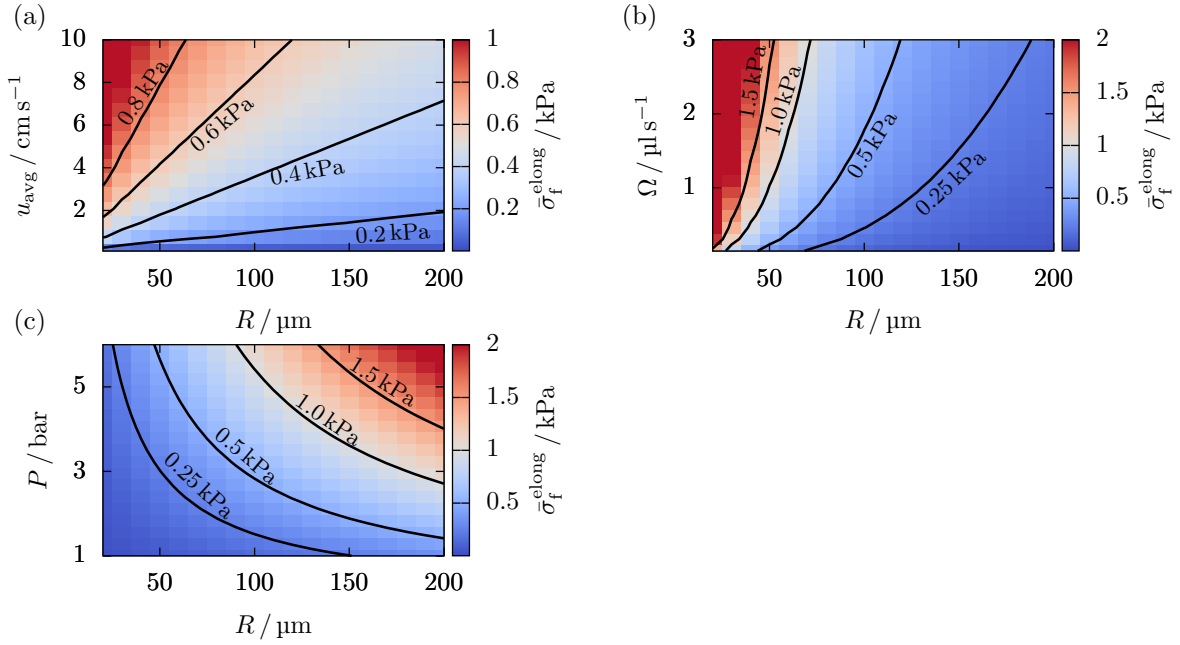 (a)
10
8
6
4
2
u_avg / cm s⁻¹
0.8 kPa
0.6 kPa
0.4 kPa
0.2 kPa
50
100
150
200
R / µm
1
0.8
0.6
0.4
0.2
σ̄_f^elong / kPa
(b)
3
2
1
Ω / µl s⁻¹
1.5 kPa
1.0 kPa
0.5 kPa
0.25 kPa
50
100
150
200
R / µm
2
1.5
1
0.5
σ̄_f^elong / kPa
(c)
5
3
1
P / bar
1.5 kPa
1.0 kPa
0.5 kPa
0.25 kPa
50
100
150
200
R / µm
2
1.5
1
0.5
σ̄_f^elong / kPa